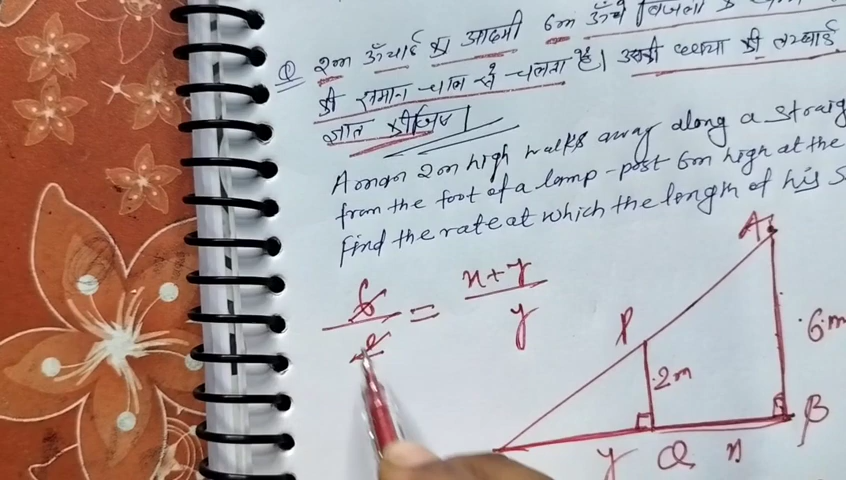 Q 2m ऊँचाई का आदमी 6m ऊँचे बिजली के
की समान चाल से चलता है। उसकी छाया की लम्बाई
ज्ञात कीजिए।
A man 2m high walks away along a straig
from the foot of a lamp-post 6m high at the
Find the rate at which the length of his s
6/2 = x+y/y
A
P
6m
2m
B
y Q x